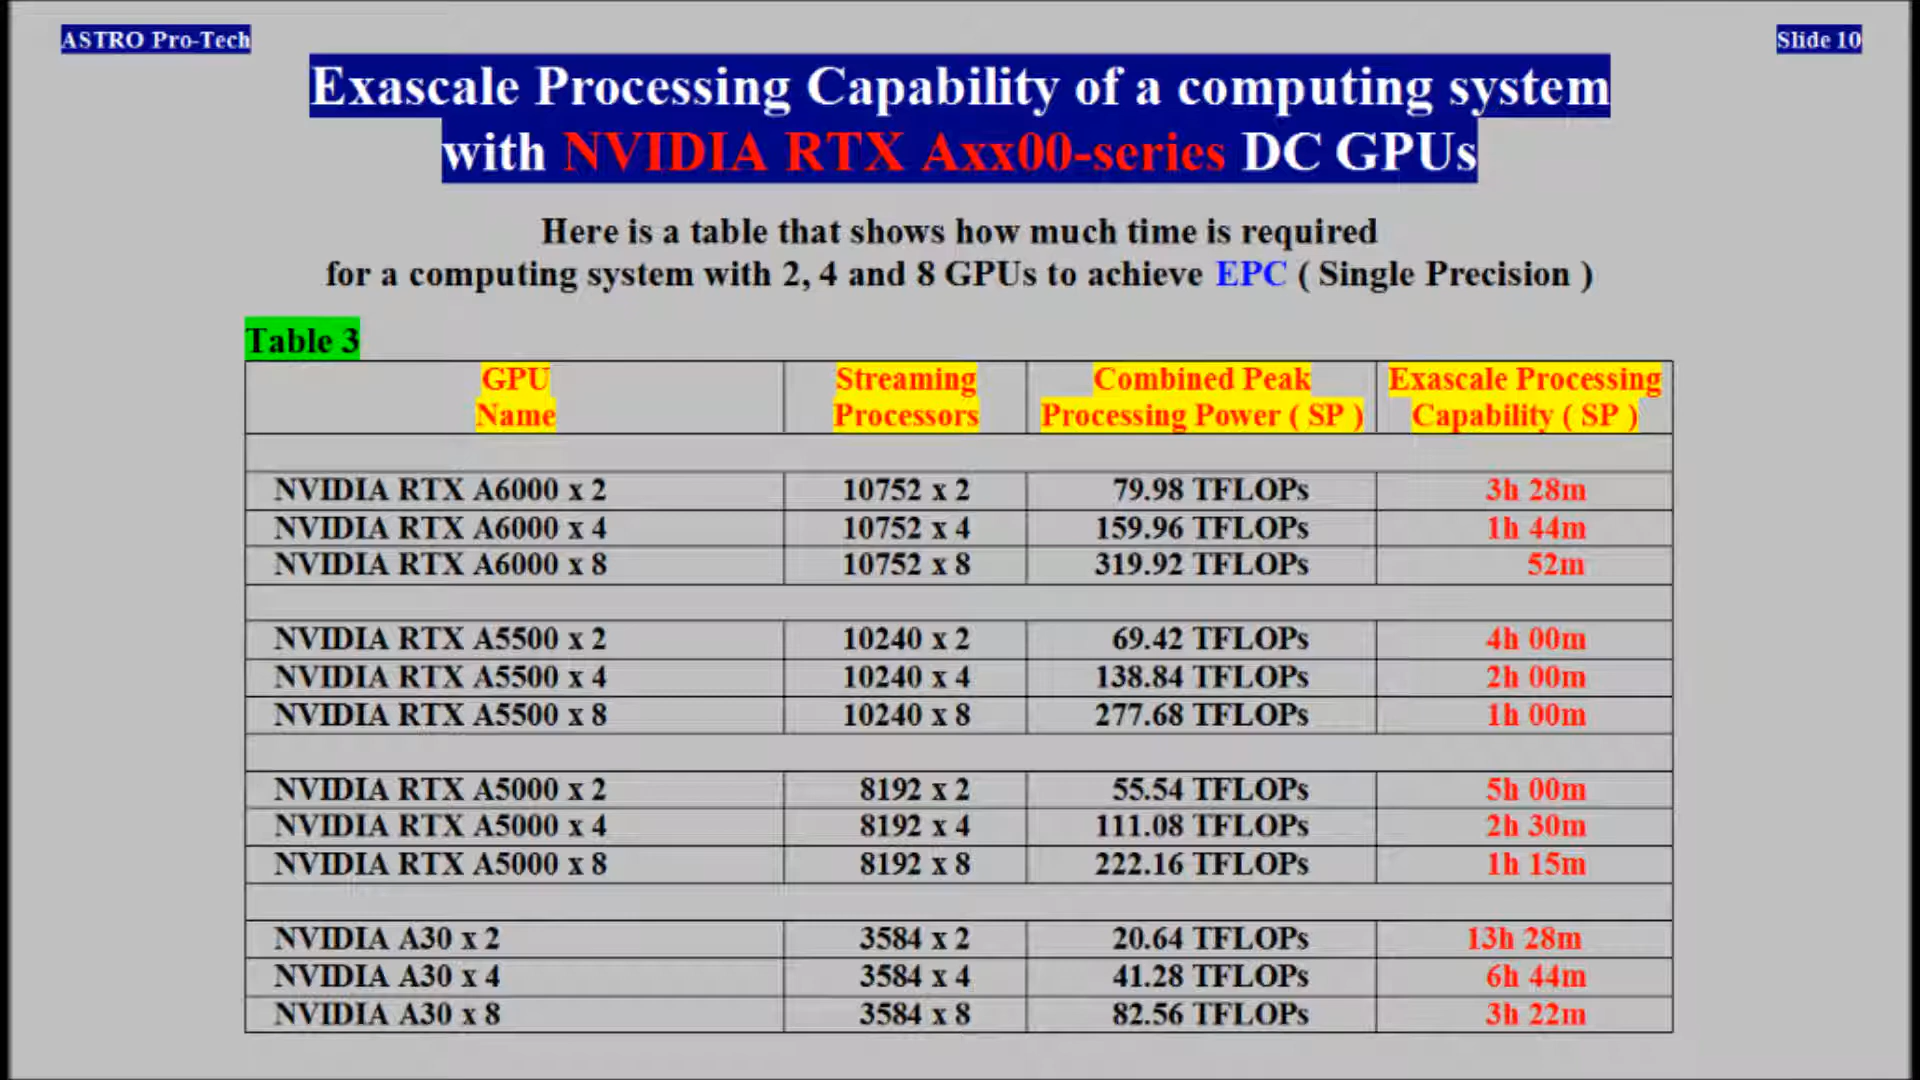 ASTRO Pro-Tech
Slide 10
Exascale Processing Capability of a computing system
with NVIDIA RTX Axx00-series DC GPUs
Here is a table that shows how much time is required
for a computing system with 2, 4 and 8 GPUs to achieve EPC ( Single Precision )
Table 3
GPU Name Streaming Processors Combined Peak Processing Power ( SP ) Exascale Processing Capability ( SP )
NVIDIA RTX A6000 x 2 10752 x 2 79.98 TFLOPs 3h 28m
NVIDIA RTX A6000 x 4 10752 x 4 159.96 TFLOPs 1h 44m
NVIDIA RTX A6000 x 8 10752 x 8 319.92 TFLOPs 52m
NVIDIA RTX A5500 x 2 10240 x 2 69.42 TFLOPs 4h 00m
NVIDIA RTX A5500 x 4 10240 x 4 138.84 TFLOPs 2h 00m
NVIDIA RTX A5500 x 8 10240 x 8 277.68 TFLOPs 1h 00m
NVIDIA RTX A5000 x 2 8192 x 2 55.54 TFLOPs 5h 00m
NVIDIA RTX A5000 x 4 8192 x 4 111.08 TFLOPs 2h 30m
NVIDIA RTX A5000 x 8 8192 x 8 222.16 TFLOPs 1h 15m
NVIDIA A30 x 2 3584 x 2 20.64 TFLOPs 13h 28m
NVIDIA A30 x 4 3584 x 4 41.28 TFLOPs 6h 44m
NVIDIA A30 x 8 3584 x 8 82.56 TFLOPs 3h 22m